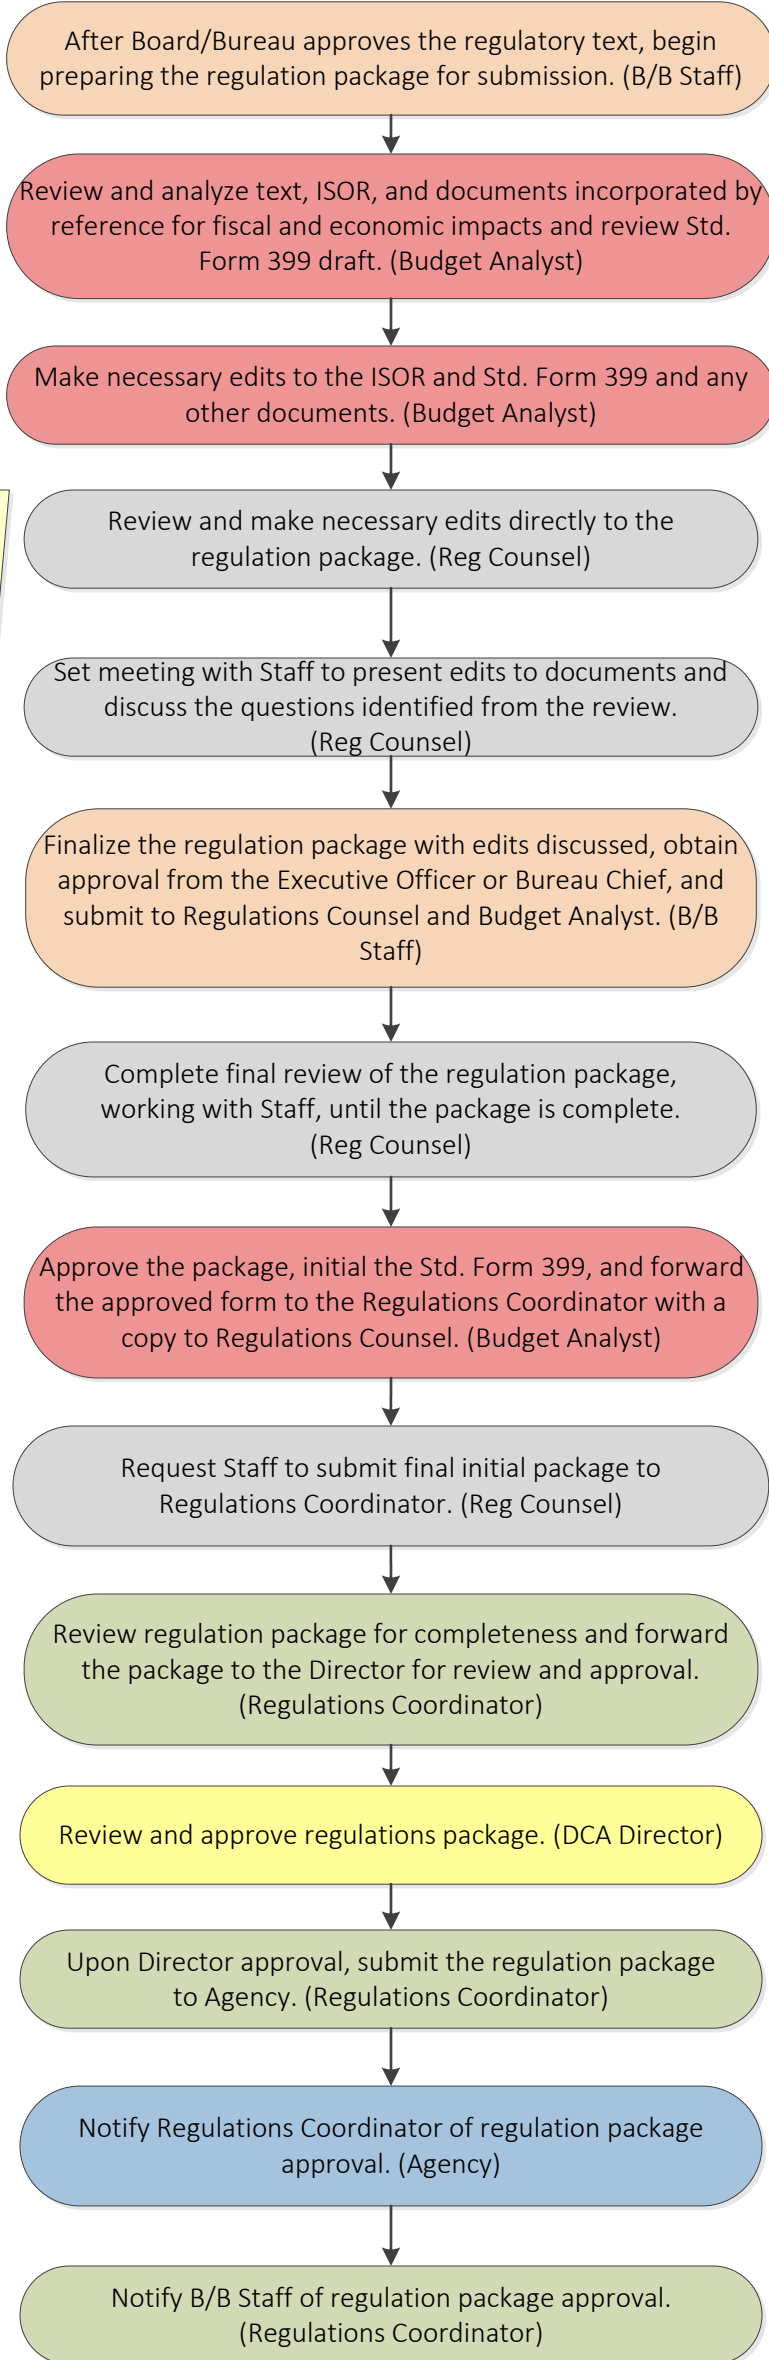 After Board/Bureau approves the regulatory text, begin
preparing the regulation package for submission. (B/B Staff)
Review and analyze text, ISOR, and documents incorporated by
reference for fiscal and economic impacts and review Std.
Form 399 draft. (Budget Analyst)
Make necessary edits to the ISOR and Std. Form 399 and any
other documents. (Budget Analyst)
Review and make necessary edits directly to the
regulation package. (Reg Counsel)
Set meeting with Staff to present edits to documents and
discuss the questions identified from the review.
(Reg Counsel)
Finalize the regulation package with edits discussed, obtain
approval from the Executive Officer or Bureau Chief, and
submit to Regulations Counsel and Budget Analyst. (B/B
Staff)
Complete final review of the regulation package,
working with Staff, until the package is complete.
(Reg Counsel)
Approve the package, initial the Std. Form 399, and forward
the approved form to the Regulations Coordinator with a
copy to Regulations Counsel. (Budget Analyst)
Request Staff to submit final initial package to
Regulations Coordinator. (Reg Counsel)
Review regulation package for completeness and forward
the package to the Director for review and approval.
(Regulations Coordinator)
Review and approve regulations package. (DCA Director)
Upon Director approval, submit the regulation package
to Agency. (Regulations Coordinator)
Notify Regulations Coordinator of regulation package
approval. (Agency)
Notify B/B Staff of regulation package approval.
(Regulations Coordinator)